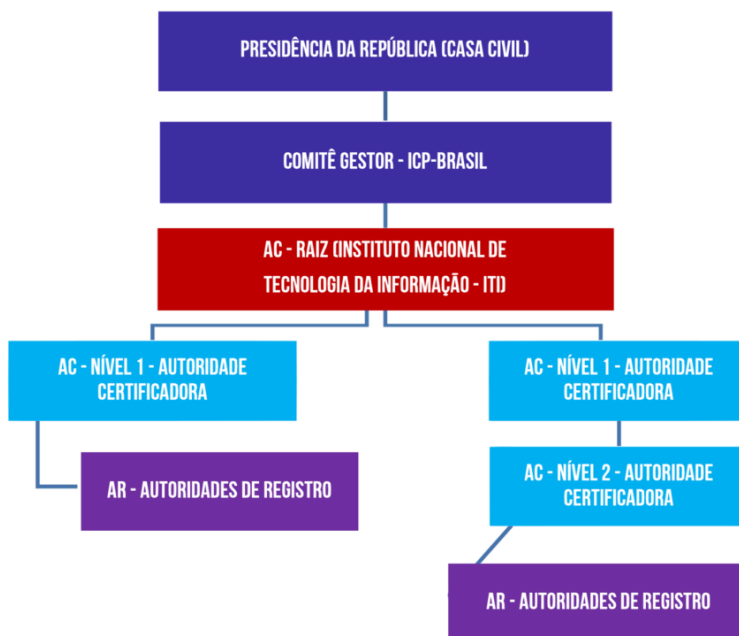 PRESIDÊNCIA DA REPÚBLICA (CASA CIVIL)
COMITÊ GESTOR - ICP-BRASIL
AC - RAIZ (INSTITUTO NACIONAL DE
TECNOLOGIA DA INFORMAÇÃO - ITI)
AC - NÍVEL 1 - AUTORIDADE
CERTIFICADORA
AC - NÍVEL 1 - AUTORIDADE
CERTIFICADORA
AR - AUTORIDADES DE REGISTRO
AC - NÍVEL 2 - AUTORIDADE
CERTIFICADORA
AR - AUTORIDADES DE REGISTRO